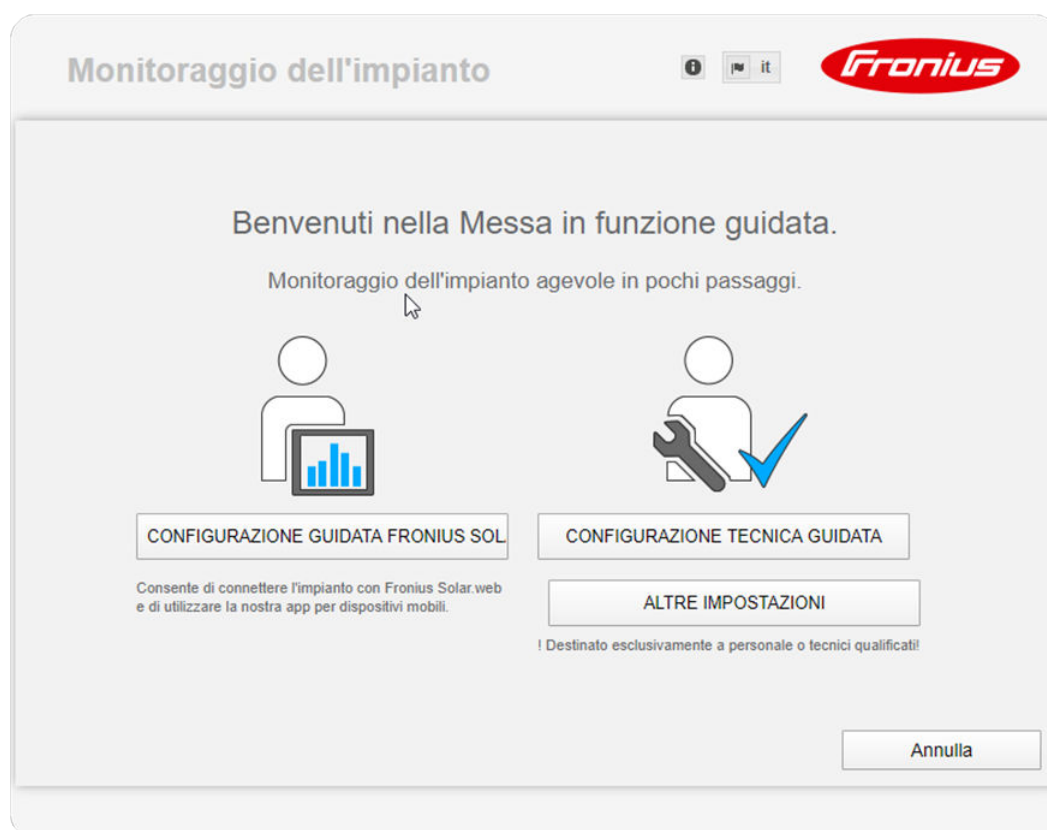 Monitoraggio dell'impianto
it
Fronius
Benvenuti nella Messa in funzione guidata.
Monitoraggio dell'impianto agevole in pochi passaggi.
CONFIGURAZIONE GUIDATA FRONIUS SOL
CONFIGURAZIONE TECNICA GUIDATA
Consente di connettere l'impianto con Fronius Solar.web
e di utilizzare la nostra app per dispositivi mobili.
ALTRE IMPOSTAZIONI
! Destinato esclusivamente a personale o tecnici qualificati!
Annulla